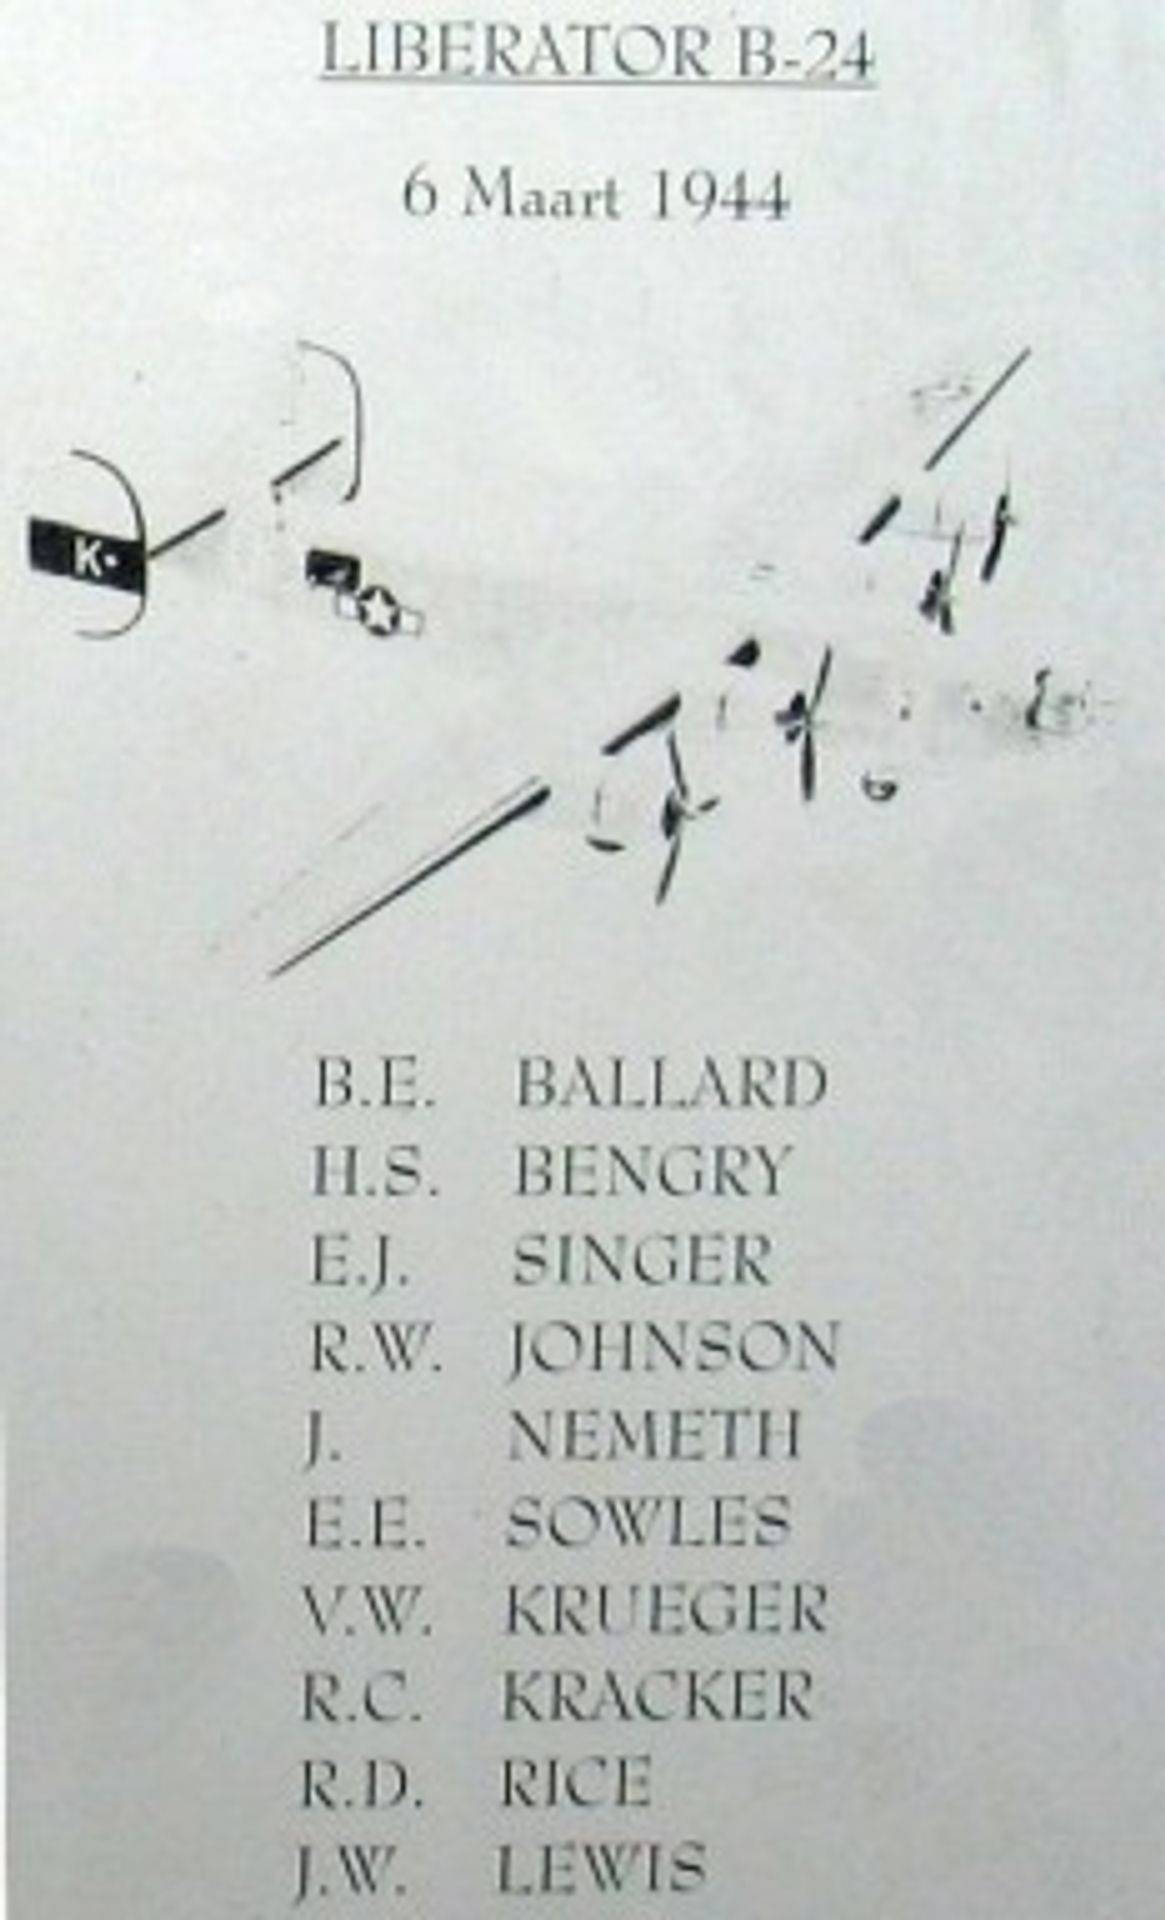 LIBERATOR B-24
6 Maart 1944
K
B.E. BALLARD
H.S. BENGRY
E.J. SINGER
R.W. JOHNSON
J. NEMETH
E.E. SOWLES
V.W. KRUEGER
R.C. KRACKER
R.D. RICE
J.W. LEWIS